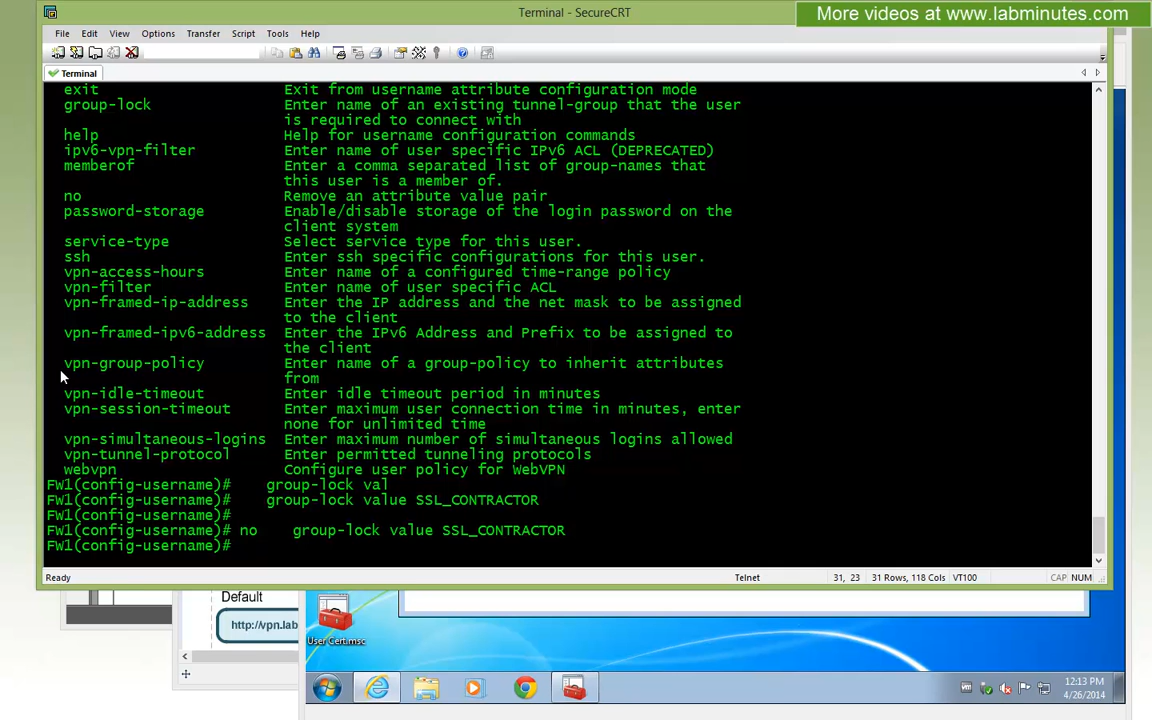 Terminal - SecureCRT
More videos at www.labminutes.com
File Edit View Options Transfer Script Tools Help
Terminal
exit Exit from username attribute configuration mode
group-lock Enter name of an existing tunnel-group that the user
is required to connect with
help Help for username configuration commands
ipv6-vpn-filter Enter name of user specific IPv6 ACL (DEPRECATED)
memberof Enter a comma separated list of group-names that
this user is a member of.
no Remove an attribute value pair
password-storage Enable/disable storage of the login password on the
client system
service-type Select service type for this user.
ssh Enter ssh specific configurations for this user.
vpn-access-hours Enter name of a configured time-range policy
vpn-filter Enter name of user specific ACL
vpn-framed-ip-address Enter the IP address and the net mask to be assigned
to the client
vpn-framed-ipv6-address Enter the IPv6 Address and Prefix to be assigned to
the client
vpn-group-policy Enter name of a group-policy to inherit attributes
from
vpn-idle-timeout Enter idle timeout period in minutes
vpn-session-timeout Enter maximum user connection time in minutes, enter
none for unlimited time
vpn-simultaneous-logins Enter maximum number of simultaneous logins allowed
vpn-tunnel-protocol Enter permitted tunneling protocols
webvpn Configure user policy for WebVPN
FW1(config-username)# group-lock val
FW1(config-username)# group-lock value SSL_CONTRACTOR
FW1(config-username)#
FW1(config-username)# no group-lock value SSL_CONTRACTOR
FW1(config-username)#
Ready Telnet 31, 23 31 Rows, 118 Cols VT100 CAP NUM
Default
http://vpn.lab
User Cert.msc
12:13 PM
4/26/2014